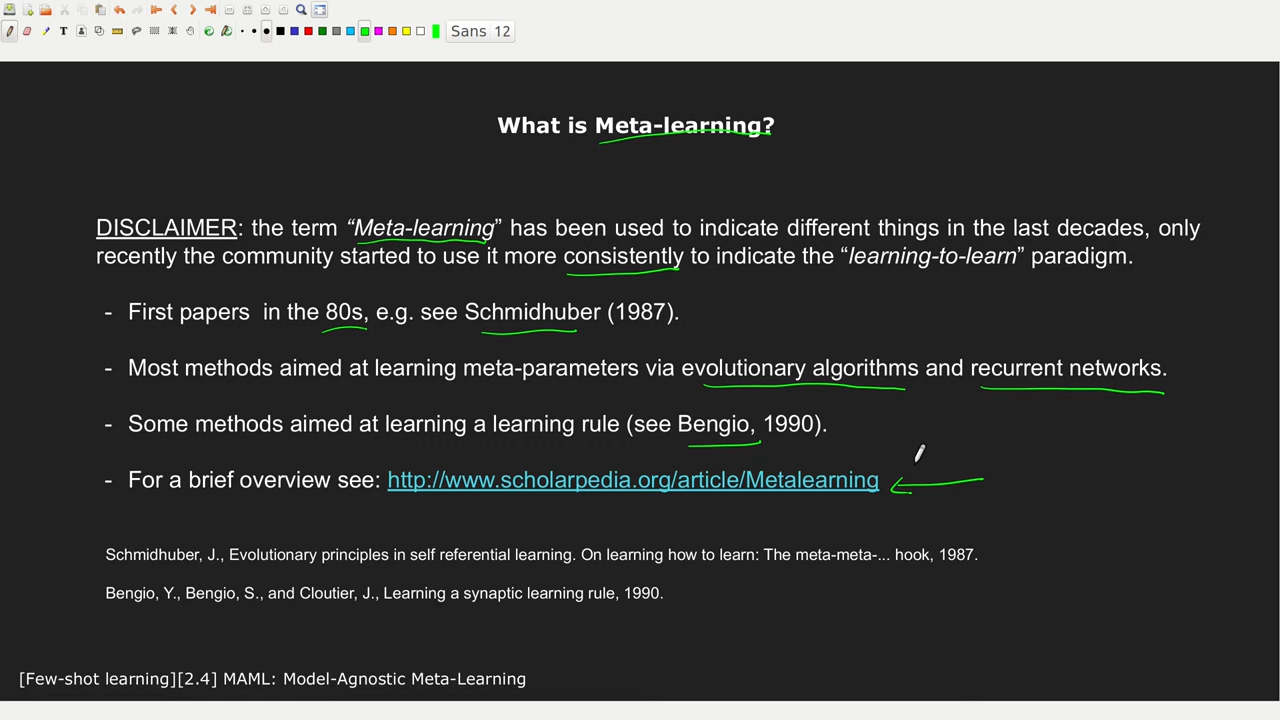 Sans 12
What is Meta-learning?
DISCLAIMER: the term “Meta-learning” has been used to indicate different things in the last decades, only
recently the community started to use it more consistently to indicate the “learning-to-learn” paradigm.
- First papers in the 80s, e.g. see Schmidhuber (1987).
- Most methods aimed at learning meta-parameters via evolutionary algorithms and recurrent networks.
- Some methods aimed at learning a learning rule (see Bengio, 1990).
- For a brief overview see: http://www.scholarpedia.org/article/Metalearning
Schmidhuber, J., Evolutionary principles in self referential learning. On learning how to learn: The meta-meta-... hook, 1987.
Bengio, Y., Bengio, S., and Cloutier, J., Learning a synaptic learning rule, 1990.
[Few-shot learning][2.4] MAML: Model-Agnostic Meta-Learning